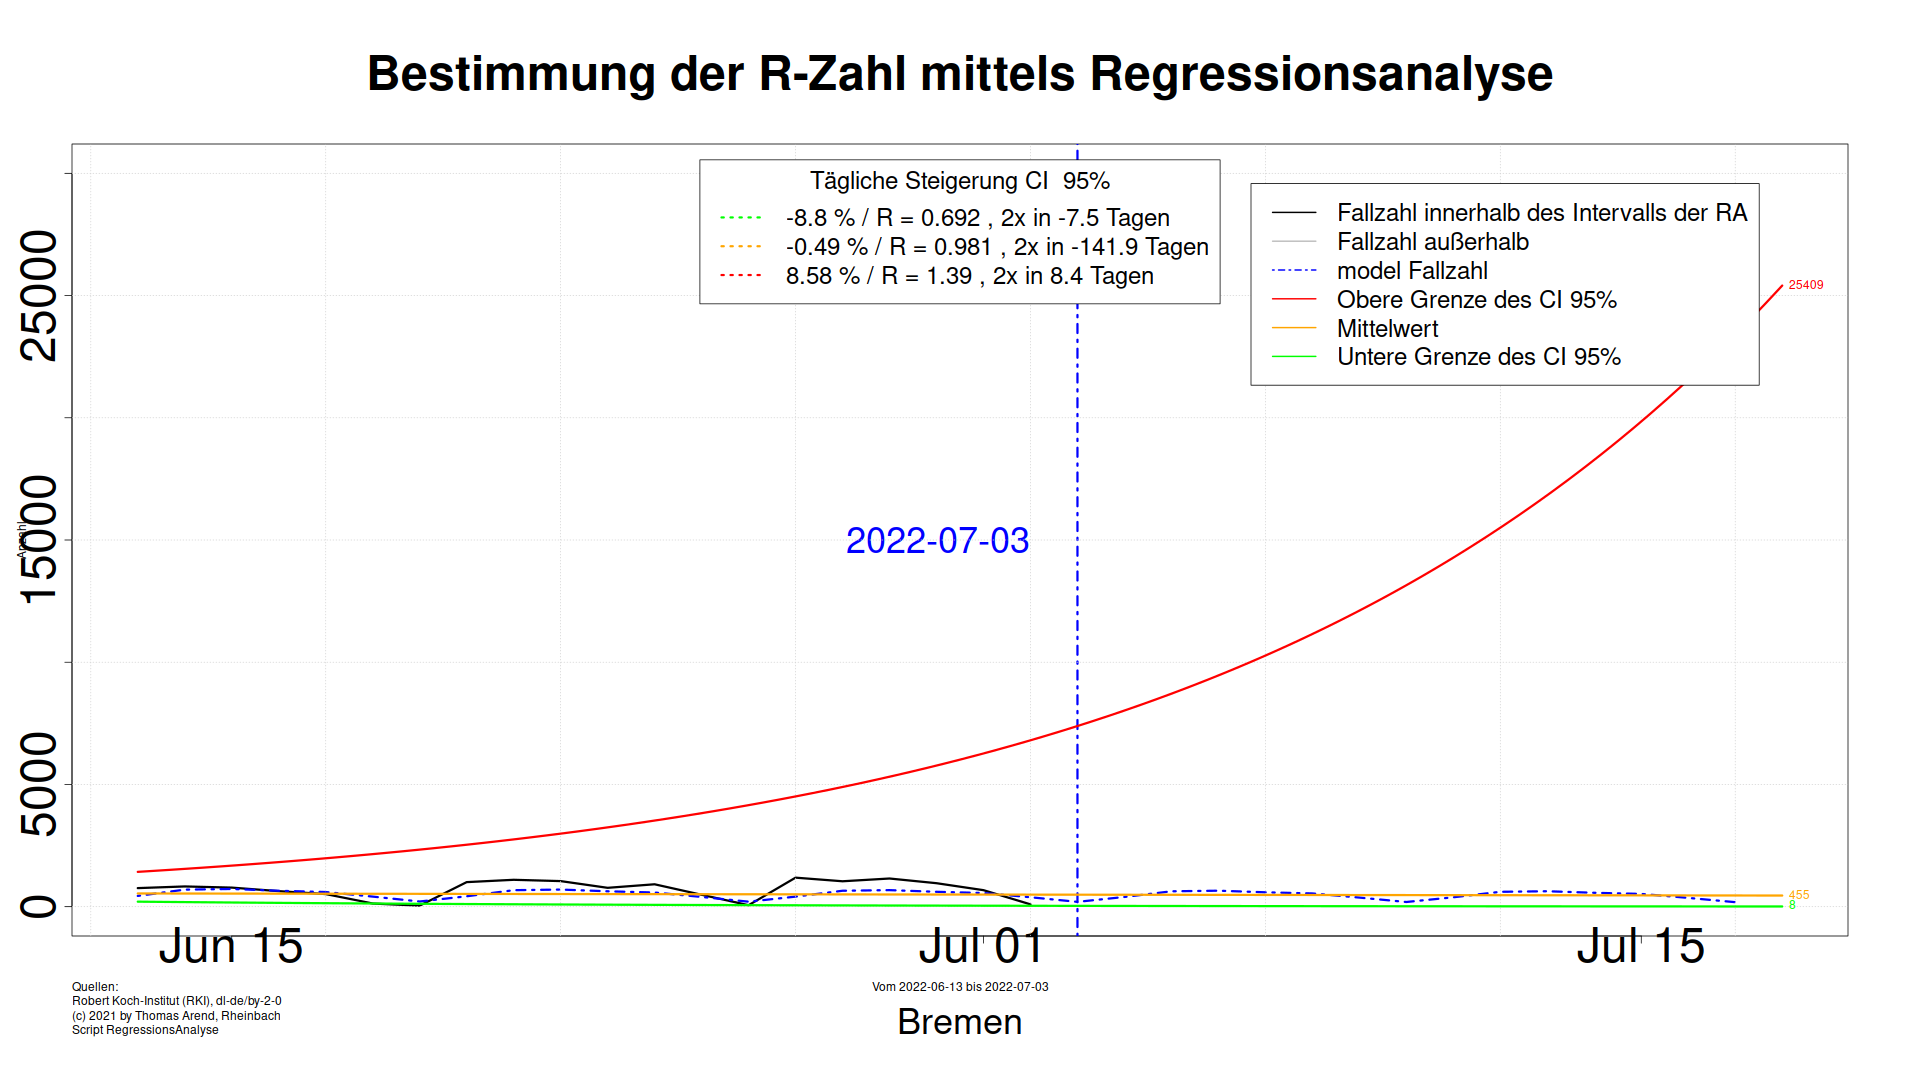 Bestimmung der R-Zahl mittels Regressionsanalyse
Tägliche Steigerung CI  95%
-8.8 % / R = 0.692 , 2x in -7.5 Tagen
-0.49 % / R = 0.981 , 2x in -141.9 Tagen
8.58 % / R = 1.39 , 2x in 8.4 Tagen
Fallzahl innerhalb des Intervalls der RA
Fallzahl außerhalb
model Fallzahl
Obere Grenze des CI 95%
Mittelwert
Untere Grenze des CI 95%
25409
25000
2022-07-03
15000
Anzahl
5000
0
455
8
Jun 15
Jul 01
Jul 15
Quellen:
Robert Koch-Institut (RKI), dl-de/by-2-0
(c) 2021 by Thomas Arend, Rheinbach
Script RegressionsAnalyse
Vom 2022-06-13 bis 2022-07-03
Bremen